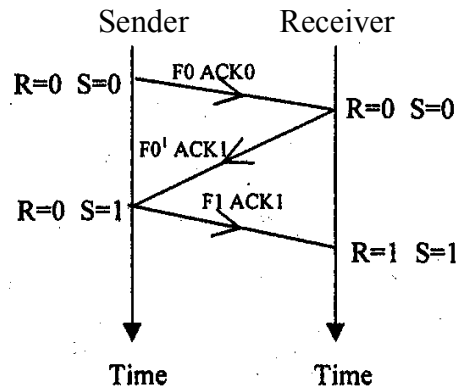 Sender Receiver
F0 ACK0
R=0 S=0
R=0 S=0
F0' ACK1
F1 ACK1
R=0 S=1
R=1 S=1
Time Time